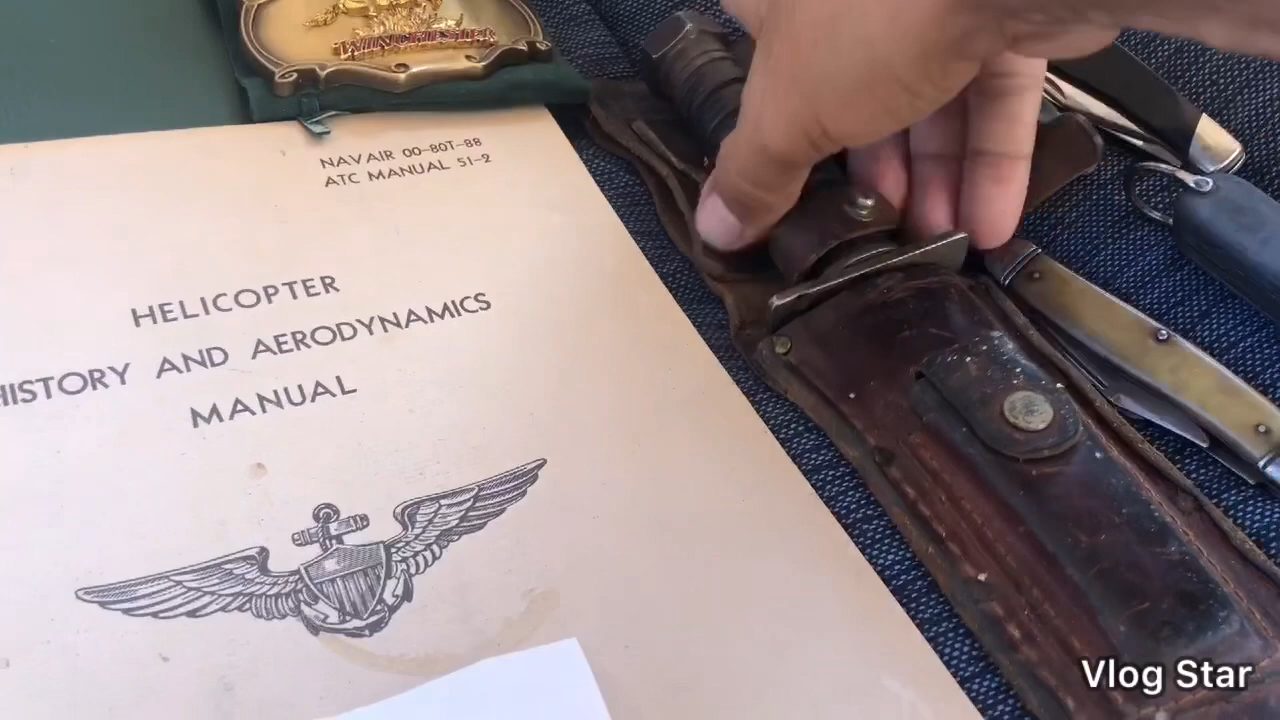 WINCHESTER
NAVAIR 00-80T-88
ATC MANUAL 51-2
HELICOPTER
HISTORY AND AERODYNAMICS
MANUAL
Vlog Star